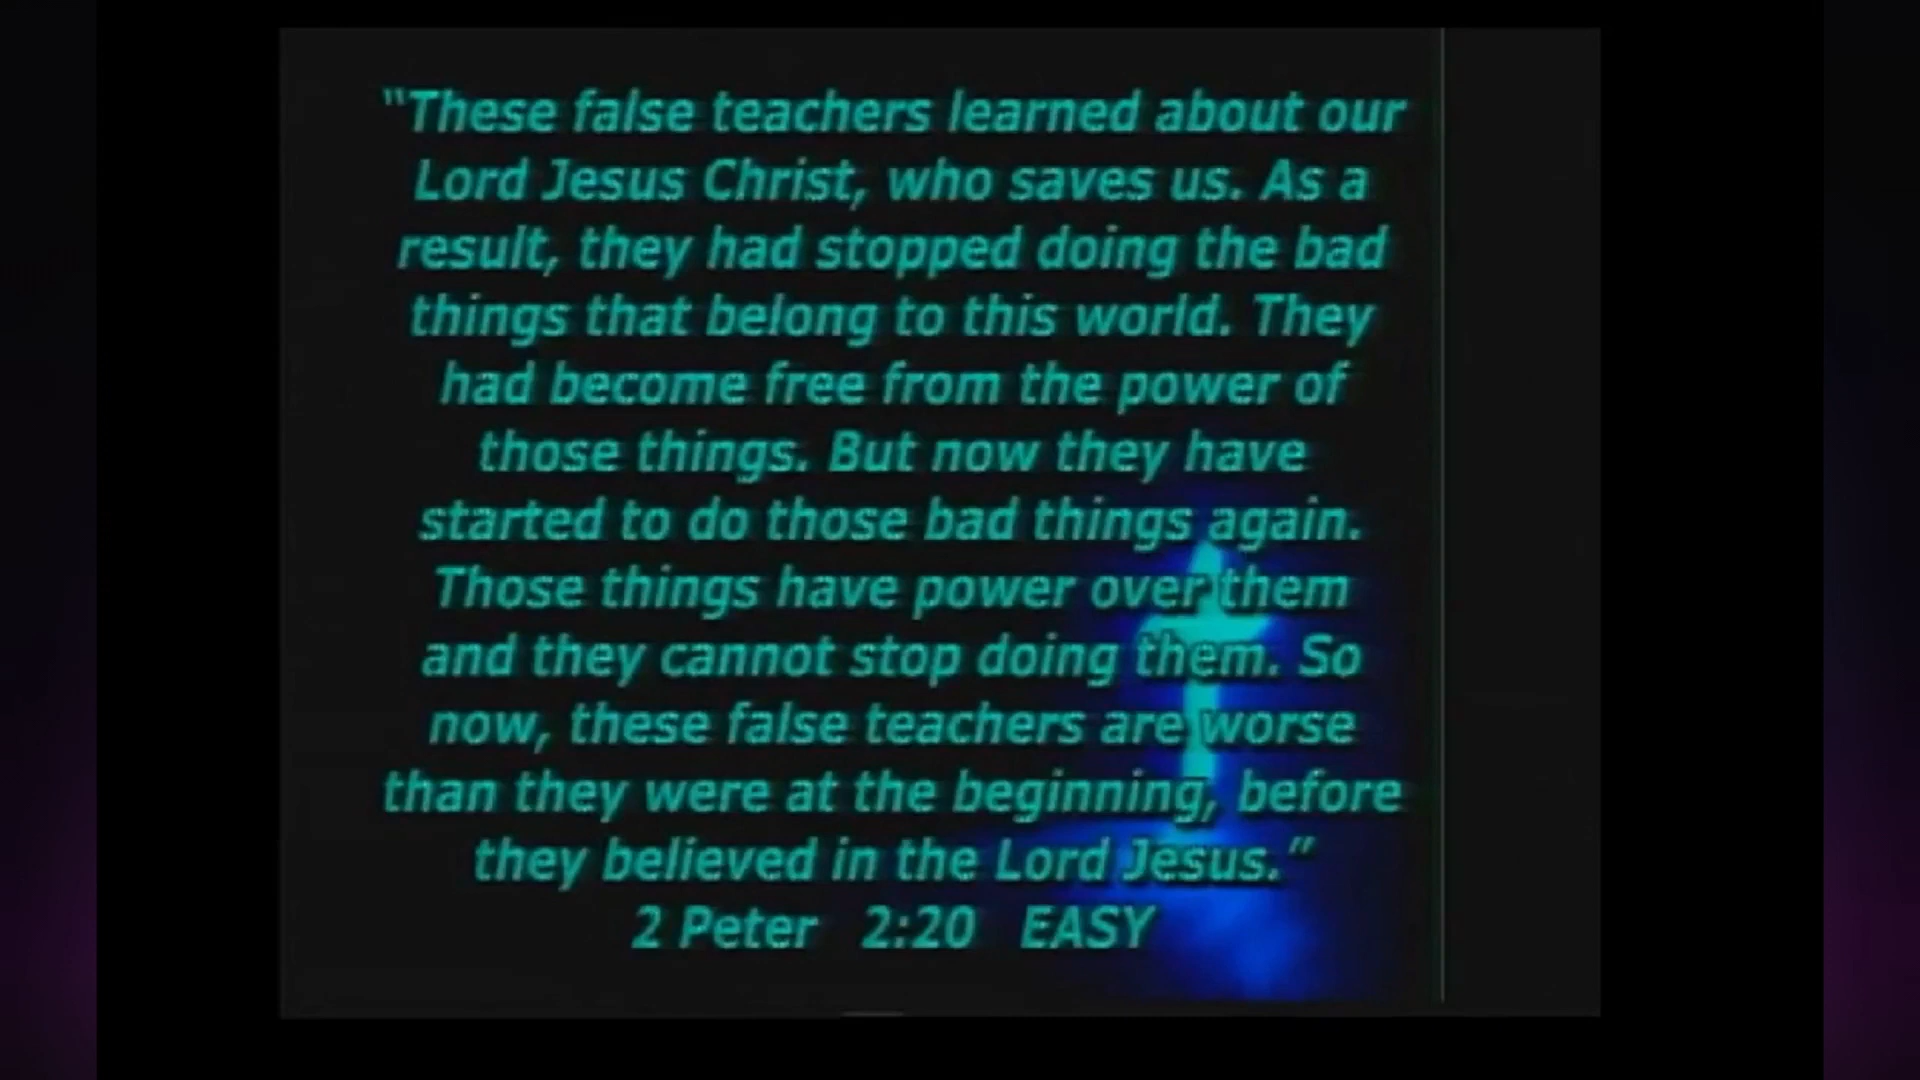 “These false teachers learned about our
Lord Jesus Christ, who saves us. As a
result, they had stopped doing the bad
things that belong to this world. They
had become free from the power of
those things. But now they have
started to do those bad things again.
Those things have power over them
and they cannot stop doing them. So
now, these false teachers are worse
than they were at the beginning, before
they believed in the Lord Jesus.”
2 Peter 2:20 EASY